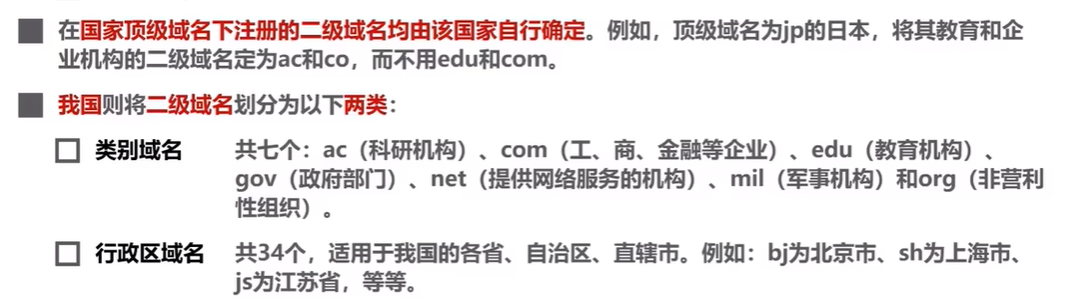 在国家顶级域名下注册的二级域名均由该国家自行确定。例如，顶级域名为jp的日本，将其教育和企
业机构的二级域名定为ac和co，而不用edu和com。
我国则将二级域名划分为以下两类：
类别域名 共七个：ac（科研机构）、com（工、商、金融等企业）、edu（教育机构）、
gov（政府部门）、net（提供网络服务的机构）、mil（军事机构）和org（非营利
性组织）。
行政区域名 共34个，适用于我国的各省、自治区、直辖市。例如：bj为北京市、sh为上海市、
js为江苏省，等等。